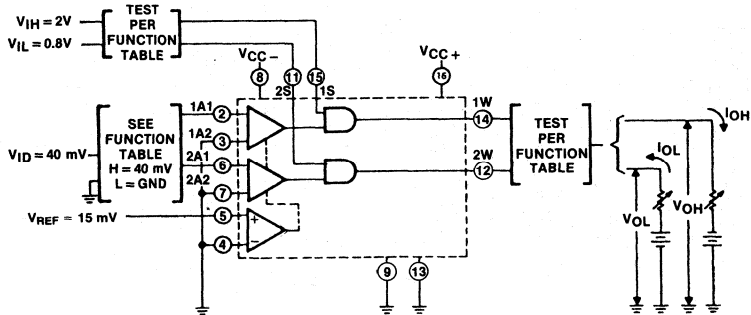 VIH = 2V
VIL = 0.8V
TEST
PER
FUNCTION
TABLE
VCC−
8
11
15
2S
1S
VCC+
16
VID = 40 mV
SEE
FUNCTION
TABLE
H = 40 mV
L = GND
1A1
2
1A2
3
2A1
6
2A2
7
VREF = 15 mV
5
+
4
−
1W
14
2W
12
9
13
TEST
PER
FUNCTION
TABLE
IOH
IOL
VOL
VOH